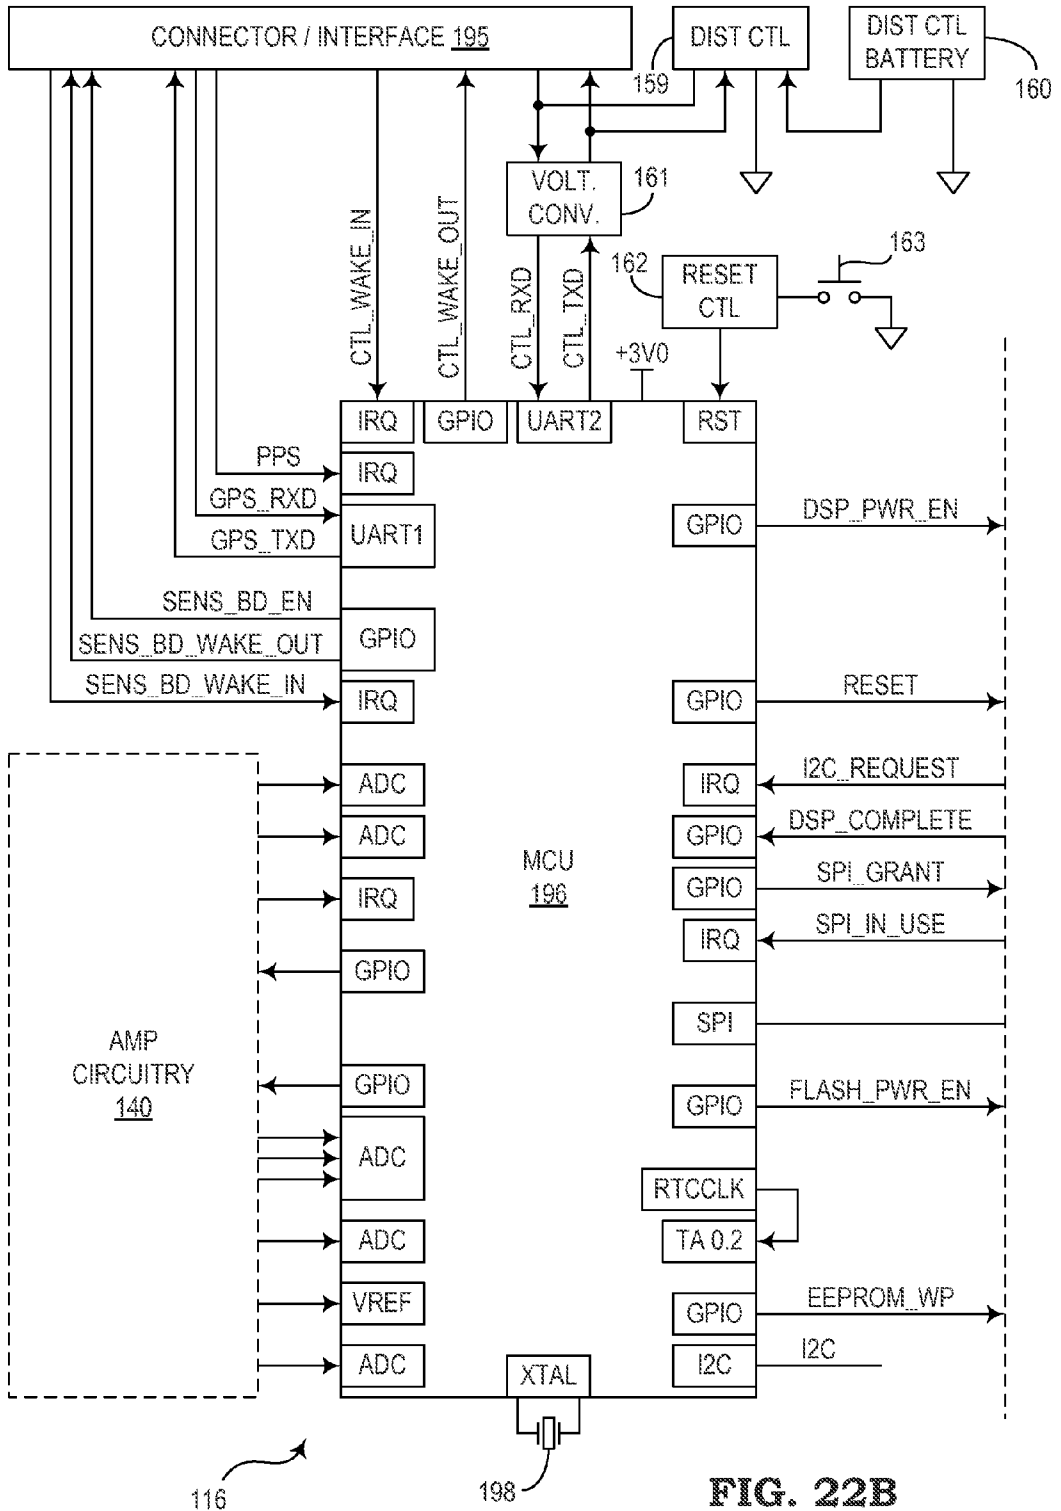 CONNECTOR / INTERFACE 195
DIST CTL
DIST CTL
BATTERY
159
160
VOLT.
CONV.
161
CTL_WAKE_IN
CTL_WAKE_OUT
CTL_RXD
CTL_TXD
162
RESET
CTL
163
+3V0
IRQ
GPIO
UART2
RST
PPS
IRQ
GPS_RXD
GPS_TXD
UART1
GPIO
DSP_PWR_EN
SENS_BD_EN
SENS_BD_WAKE_OUT
GPIO
SENS_BD_WAKE_IN
IRQ
GPIO
RESET
ADC
IRQ
I2C_REQUEST
ADC
GPIO
DSP_COMPLETE
MCU
196
IRQ
GPIO
SPI_GRANT
IRQ
SPI_IN_USE
GPIO
SPI
AMP
CIRCUITRY
140
GPIO
GPIO
FLASH_PWR_EN
ADC
RTCCLK
ADC
TA 0.2
VREF
GPIO
EEPROM_WP
ADC
XTAL
I2C
I2C
116
198
FIG. 22B